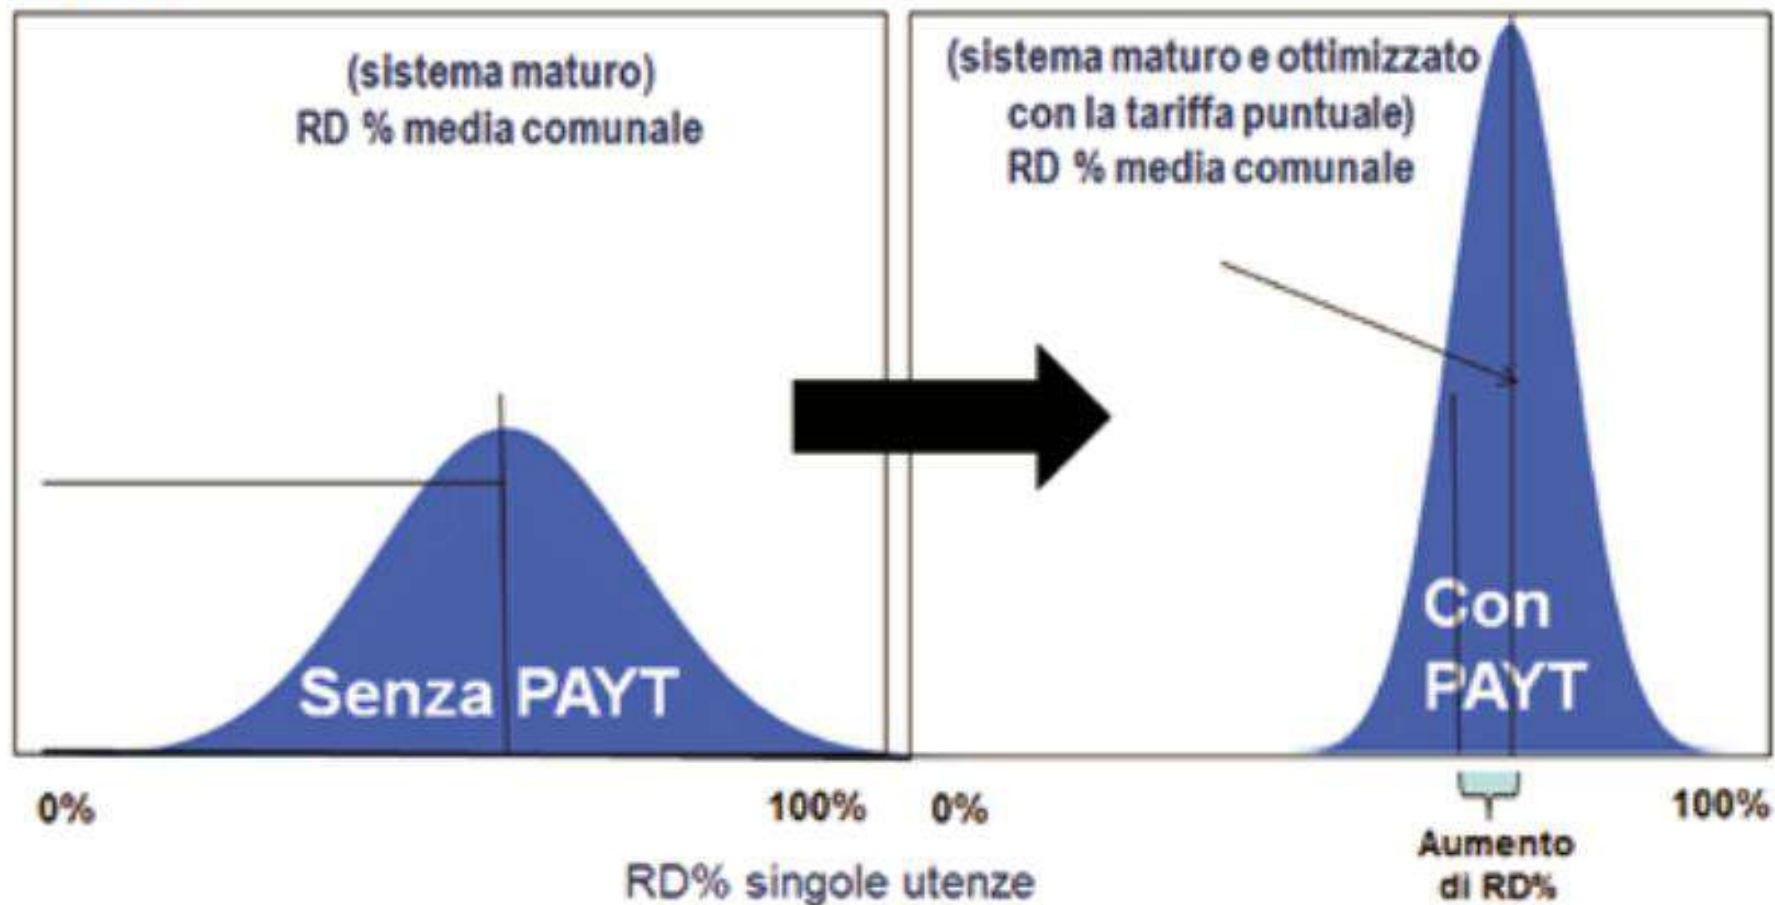 (sistema maturo)
RD % media comunale
Senza PAYT
0%
100%
(sistema maturo e ottimizzato
con la tariffa puntuale)
RD % media comunale
Con
PAYT
0%
100%
Aumento
di RD%
RD% singole utenze